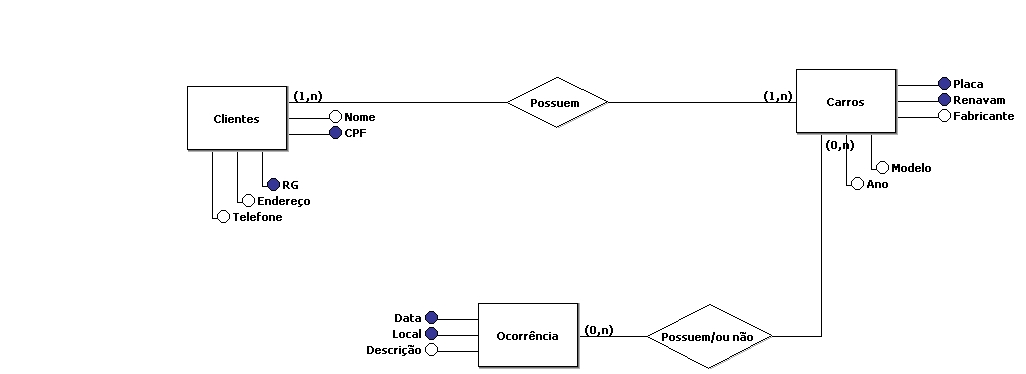 Clientes
(1,n)
Possuem
(1,n)
Carros
Placa
Renavam
Fabricante
Nome
CPF
RG
Endereço
Telefone
(0,n)
Modelo
Ano
Data
Local
Descrição
Ocorrência
(0,n)
Possuem/ou não